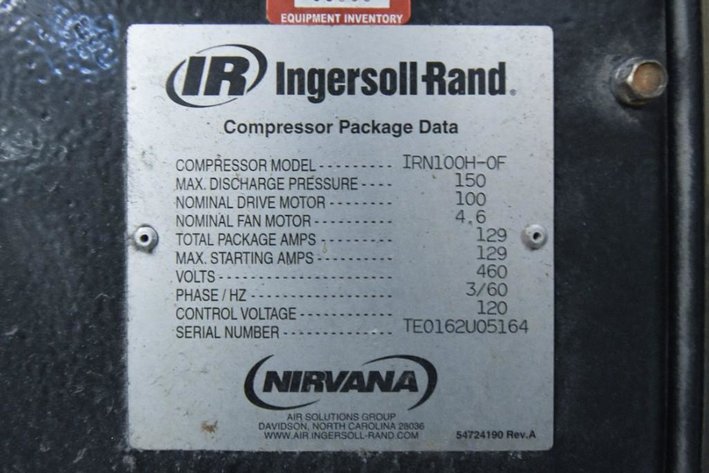 EQUIPMENT INVENTORY
IR Ingersoll-Rand®
Compressor Package Data
COMPRESSOR MODEL ---------- IRN100H-OF
MAX. DISCHARGE PRESSURE ---- 150
NOMINAL DRIVE MOTOR -------- 100
NOMINAL FAN MOTOR ---------- 4.6
TOTAL PACKAGE AMPS --------- 129
MAX. STARTING AMPS ---------- 129
VOLTS ----------------------- 460
PHASE / HZ ------------------- 3/60
CONTROL VOLTAGE ------------ 120
SERIAL NUMBER -------------- TE0162U05164
NIRVANA
AIR SOLUTIONS GROUP
DAVIDSON, NORTH CAROLINA 28036
WWW.AIR.INGERSOLL-RAND.COM
54724190 Rev.A